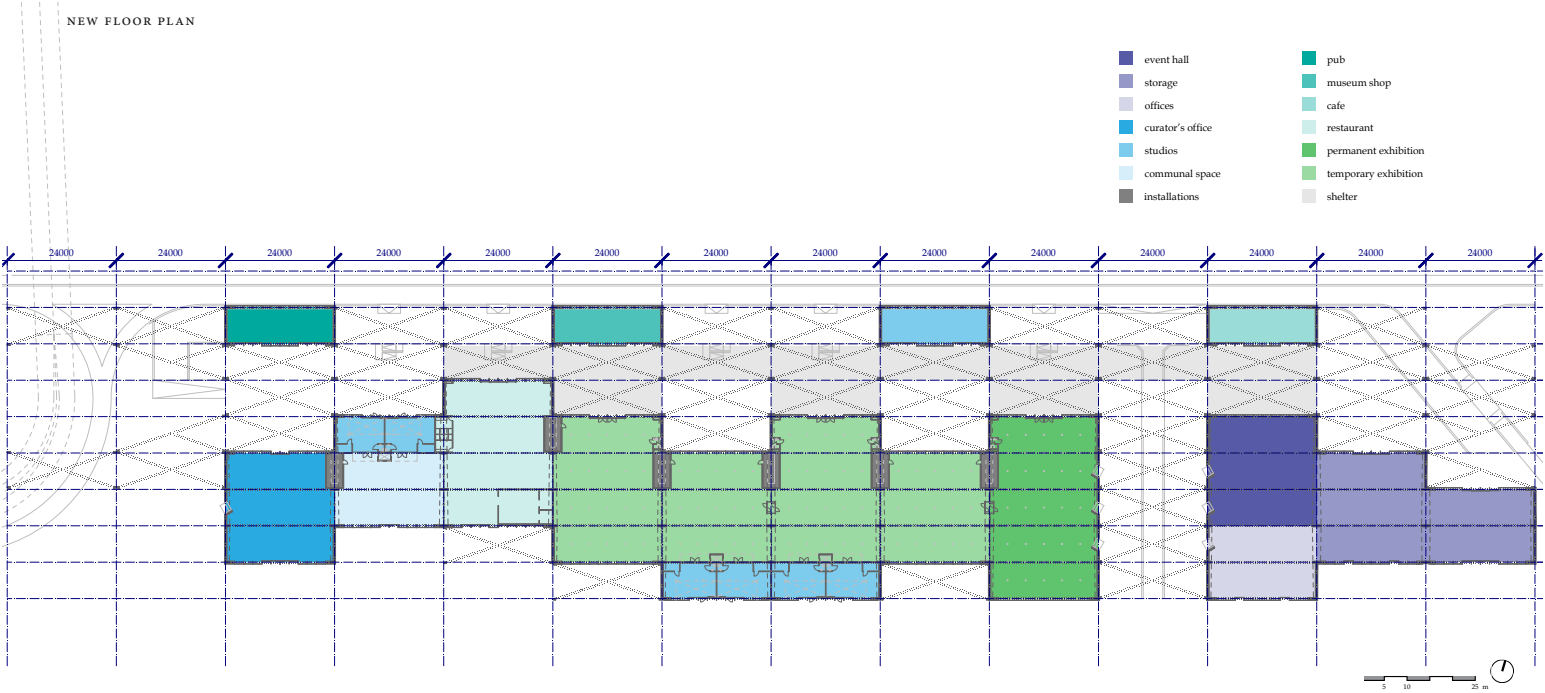 NEW FLOOR PLAN
event hall
storage
offices
curator's office
studios
communal space
installations
pub
museum shop
cafe
restaurant
permanent exhibition
temporary exhibition
shelter
24000 24000 24000 24000 24000 24000 24000 24000 24000 24000 24000 24000 24000 24000
5 10 25 m